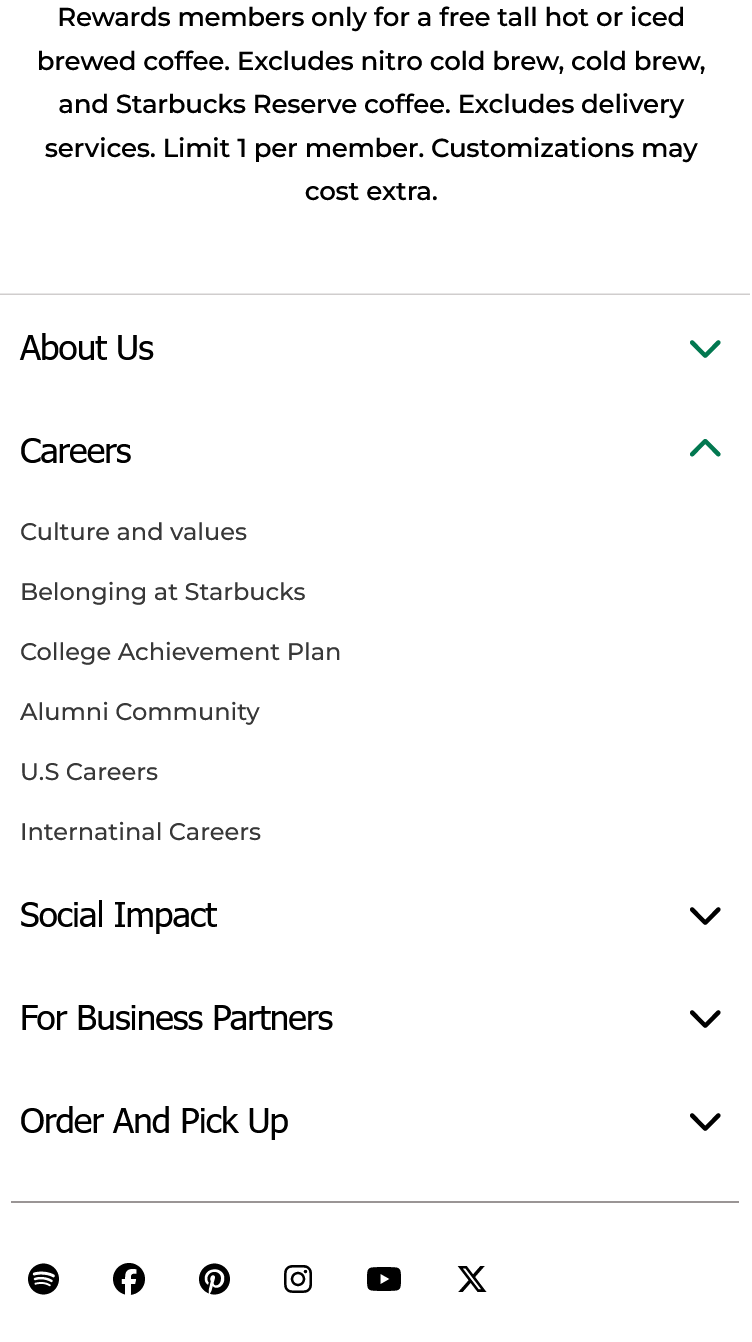 Rewards members only for a free tall hot or iced
brewed coffee. Excludes nitro cold brew, cold brew,
and Starbucks Reserve coffee. Excludes delivery
services. Limit 1 per member. Customizations may
cost extra.
About Us
Careers
Culture and values
Belonging at Starbucks
College Achievement Plan
Alumni Community
U.S Careers
Internatinal Careers
Social Impact
For Business Partners
Order And Pick Up